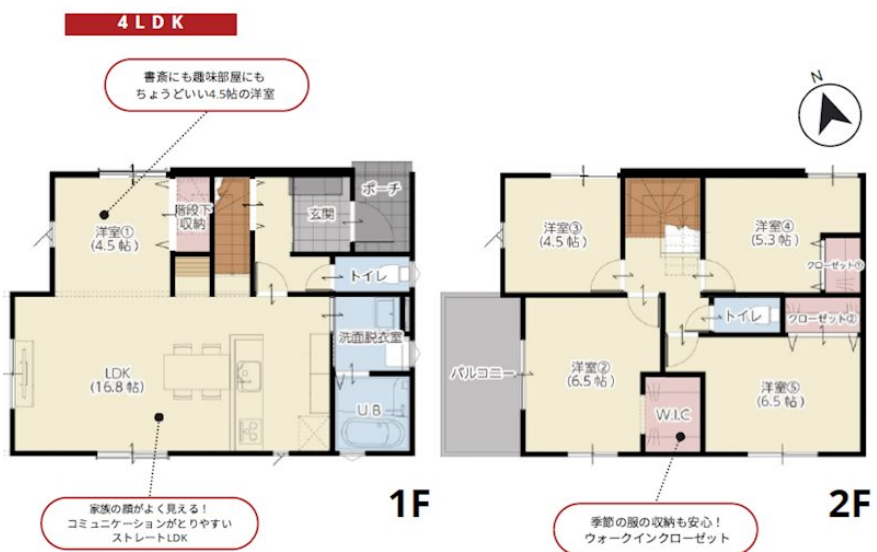 4LDK
書斎にも趣味部屋にも
ちょうどいい4.5帖の洋室
N
洋室①
(4.5 帖)
階段下
収納
玄関
ポーチ
トイレ
洗面脱衣室
LDK
(16.8 帖)
UB
家族の顔がよく見える！
コミュニケーションがとりやすい
ストレートLDK
1F
洋室③
(4.5 帖)
洋室④
(5.3 帖)
クローゼット①
トイレ
クローゼット②
バルコニー
洋室②
(6.5 帖)
洋室⑤
(6.5 帖)
W.I.C
季節の服の収納も安心！
ウォークインクローゼット
2F